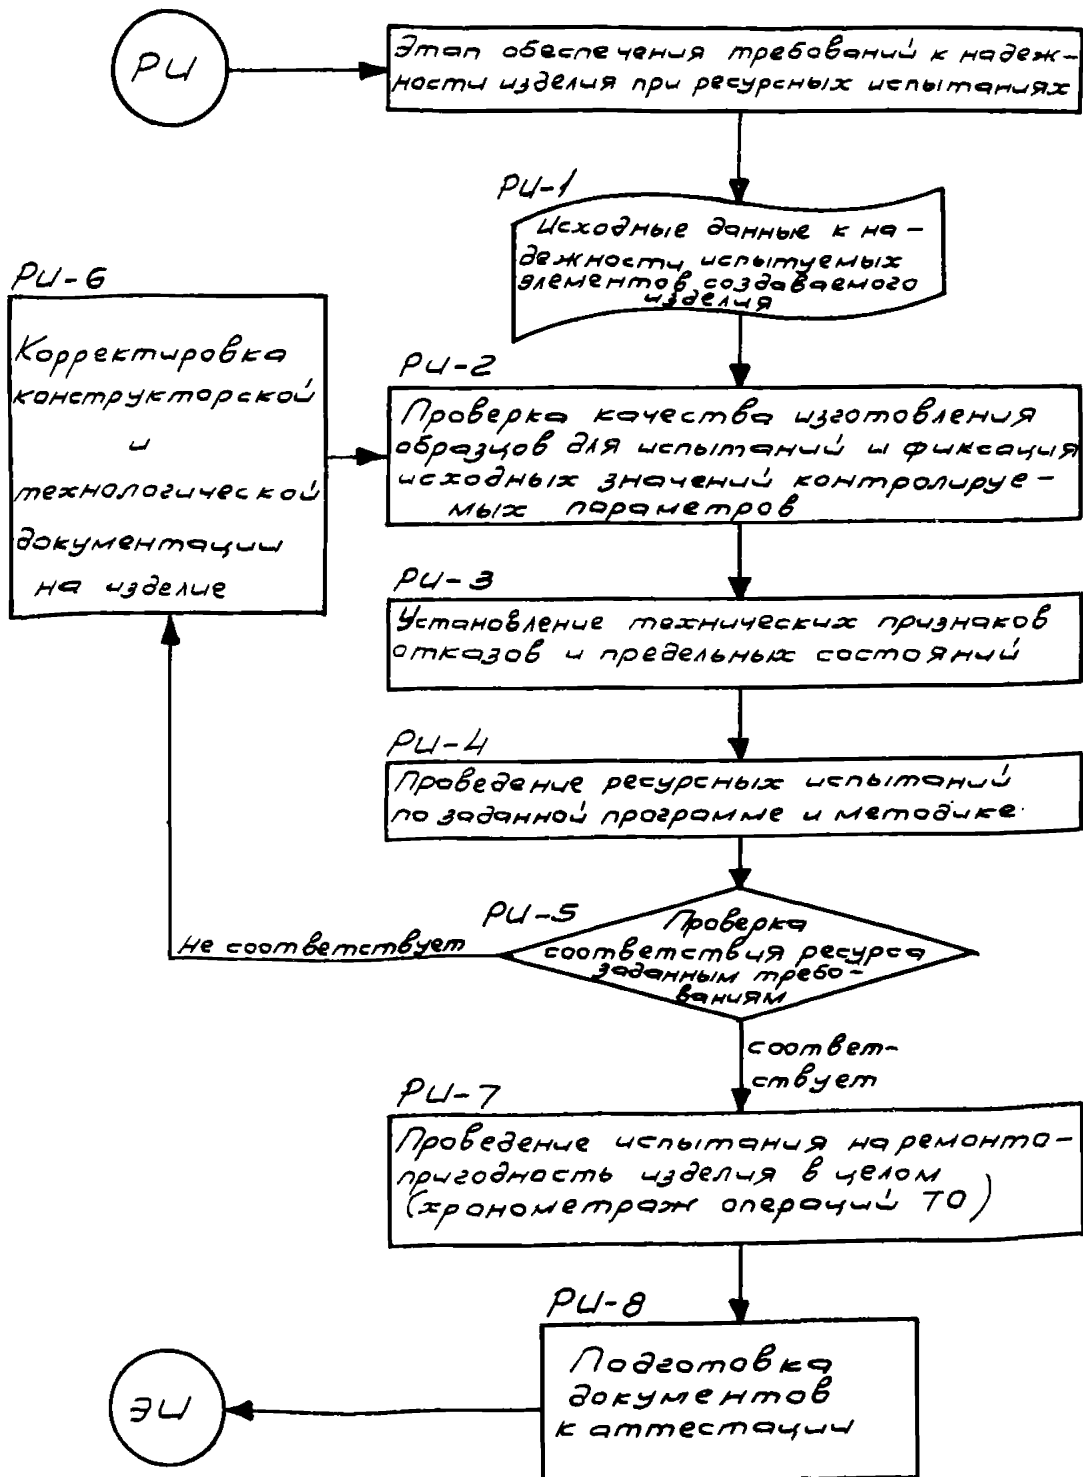 РИ
Этап обеспечения требований к надеж-
ности изделия при ресурсных испытаниях
РИ-1
Исходные данные к на-
дежности испытуемых
элементов создаваемого
изделия
РИ-6
Корректировка
конструкторской
и
технологической
документации
на изделие
РИ-2
Проверка качества изготовления
образцов для испытаний и фиксация
исходных значений контролируе-
мых параметров
РИ-3
Установление технических признаков
отказов и предельных состояний
РИ-4
Проведение ресурсных испытаний
по заданной программе и методике
РИ-5
Проверка
соответствия ресурса
заданным требо-
ваниям
Не соответствует
соответ-
ствует
РИ-7
Проведение испытания на ремонто-
пригодность изделия в целом
(хронометраж операций ТО)
РИ-8
Подготовка
документов
к аттестации
ЭИ